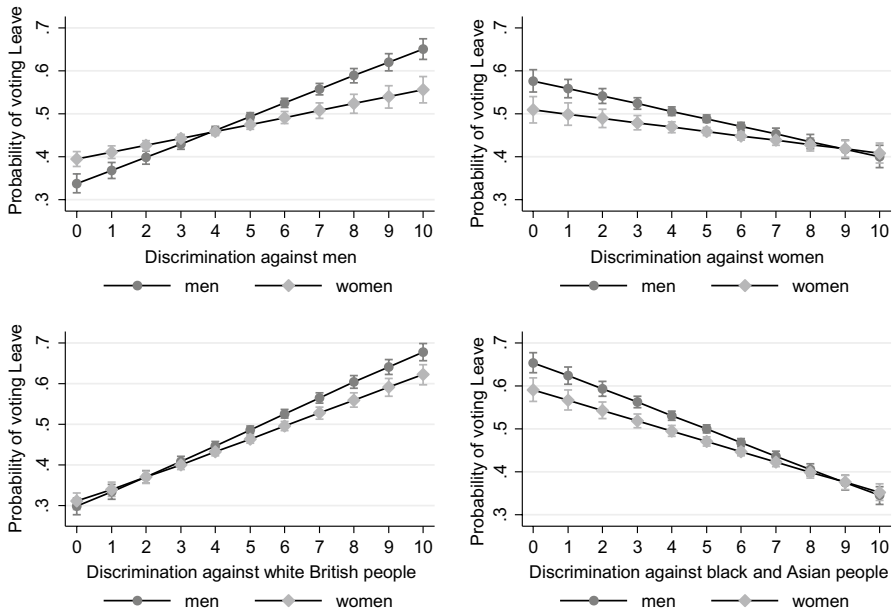 Probability of voting Leave
.7
.6
.5
.4
.3
0 1 2 3 4 5 6 7 8 9 10
Discrimination against men
men women
Probability of voting Leave
.7
.6
.5
.4
.3
0 1 2 3 4 5 6 7 8 9 10
Discrimination against women
men women
Probability of voting Leave
.7
.6
.5
.4
.3
0 1 2 3 4 5 6 7 8 9 10
Discrimination against white British people
men women
Probability of voting Leave
.7
.6
.5
.4
.3
0 1 2 3 4 5 6 7 8 9 10
Discrimination against black and Asian people
men women